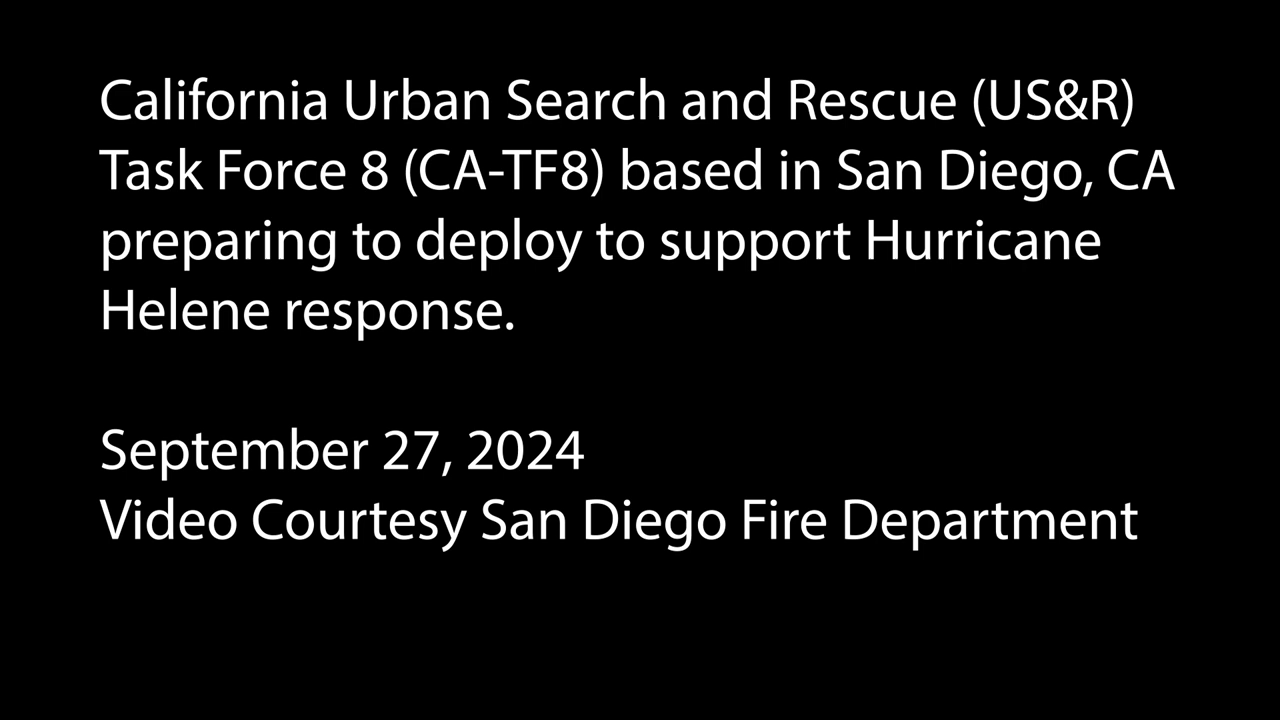 California Urban Search and Rescue (US&R)
Task Force 8 (CA-TF8) based in San Diego, CA
preparing to deploy to support Hurricane
Helene response.
September 27, 2024
Video Courtesy San Diego Fire Department